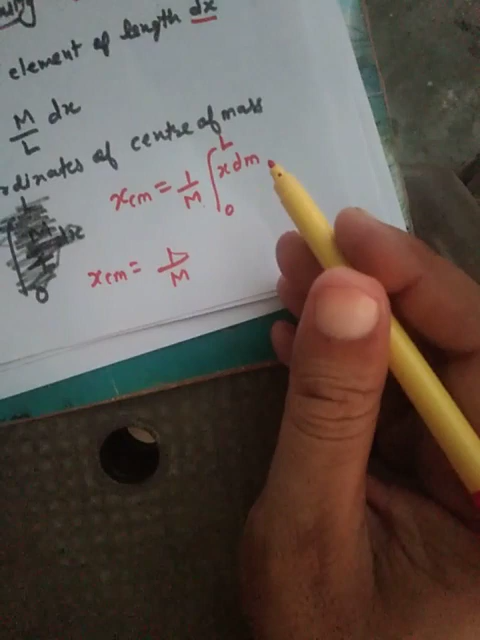 element of length dx
M/L dx
rdinates of centre of mass
xcm = 1/M ∫₀ᴸ x dm
xcm = 1/M